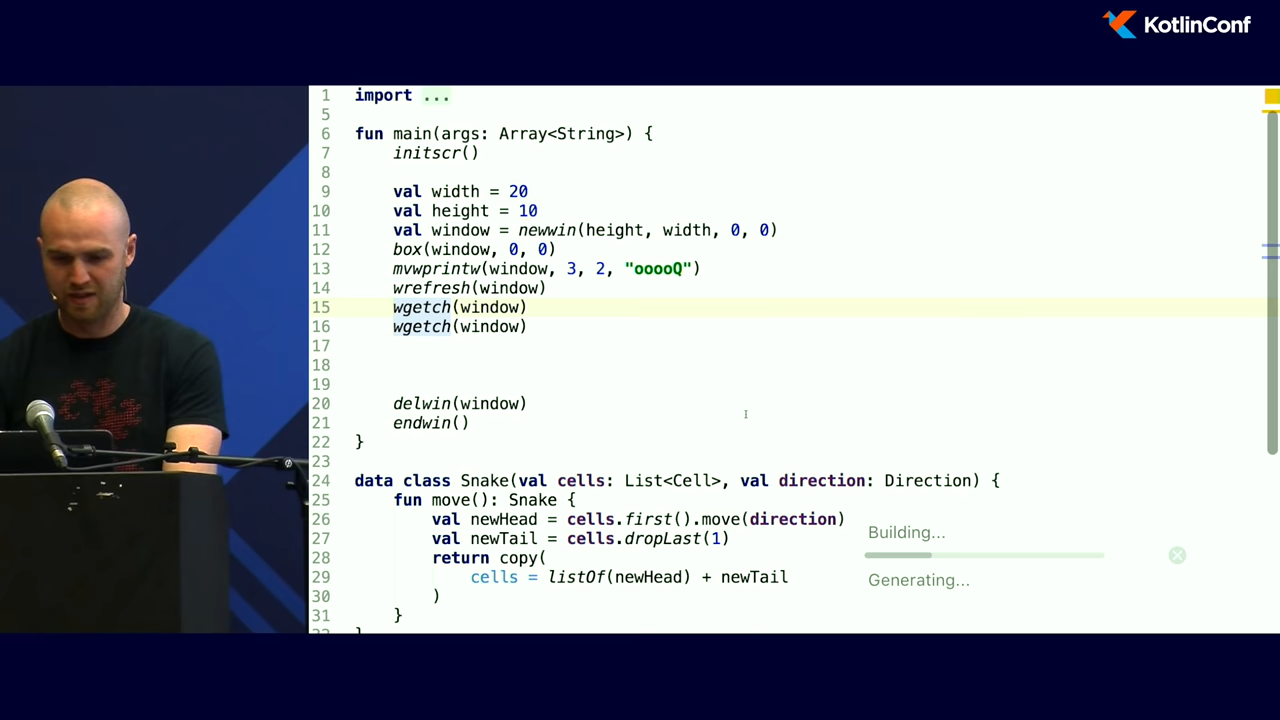 KotlinConf
1 import ...
5
6 fun main(args: Array<String>) {
7 initscr()
8
9 val width = 20
10 val height = 10
11 val window = newwin(height, width, 0, 0)
12 box(window, 0, 0)
13 mvwprintw(window, 3, 2, "ooooQ")
14 wrefresh(window)
15 wgetch(window)
16 wgetch(window)
17
18
19
20 delwin(window)
21 endwin()
22 }
23
24 data class Snake(val cells: List<Cell>, val direction: Direction) {
25 fun move(): Snake {
26 val newHead = cells.first().move(direction)
27 val newTail = cells.dropLast(1)
28 return copy(
29 cells = listOf(newHead) + newTail
30 )
31 }
Building...
Generating...